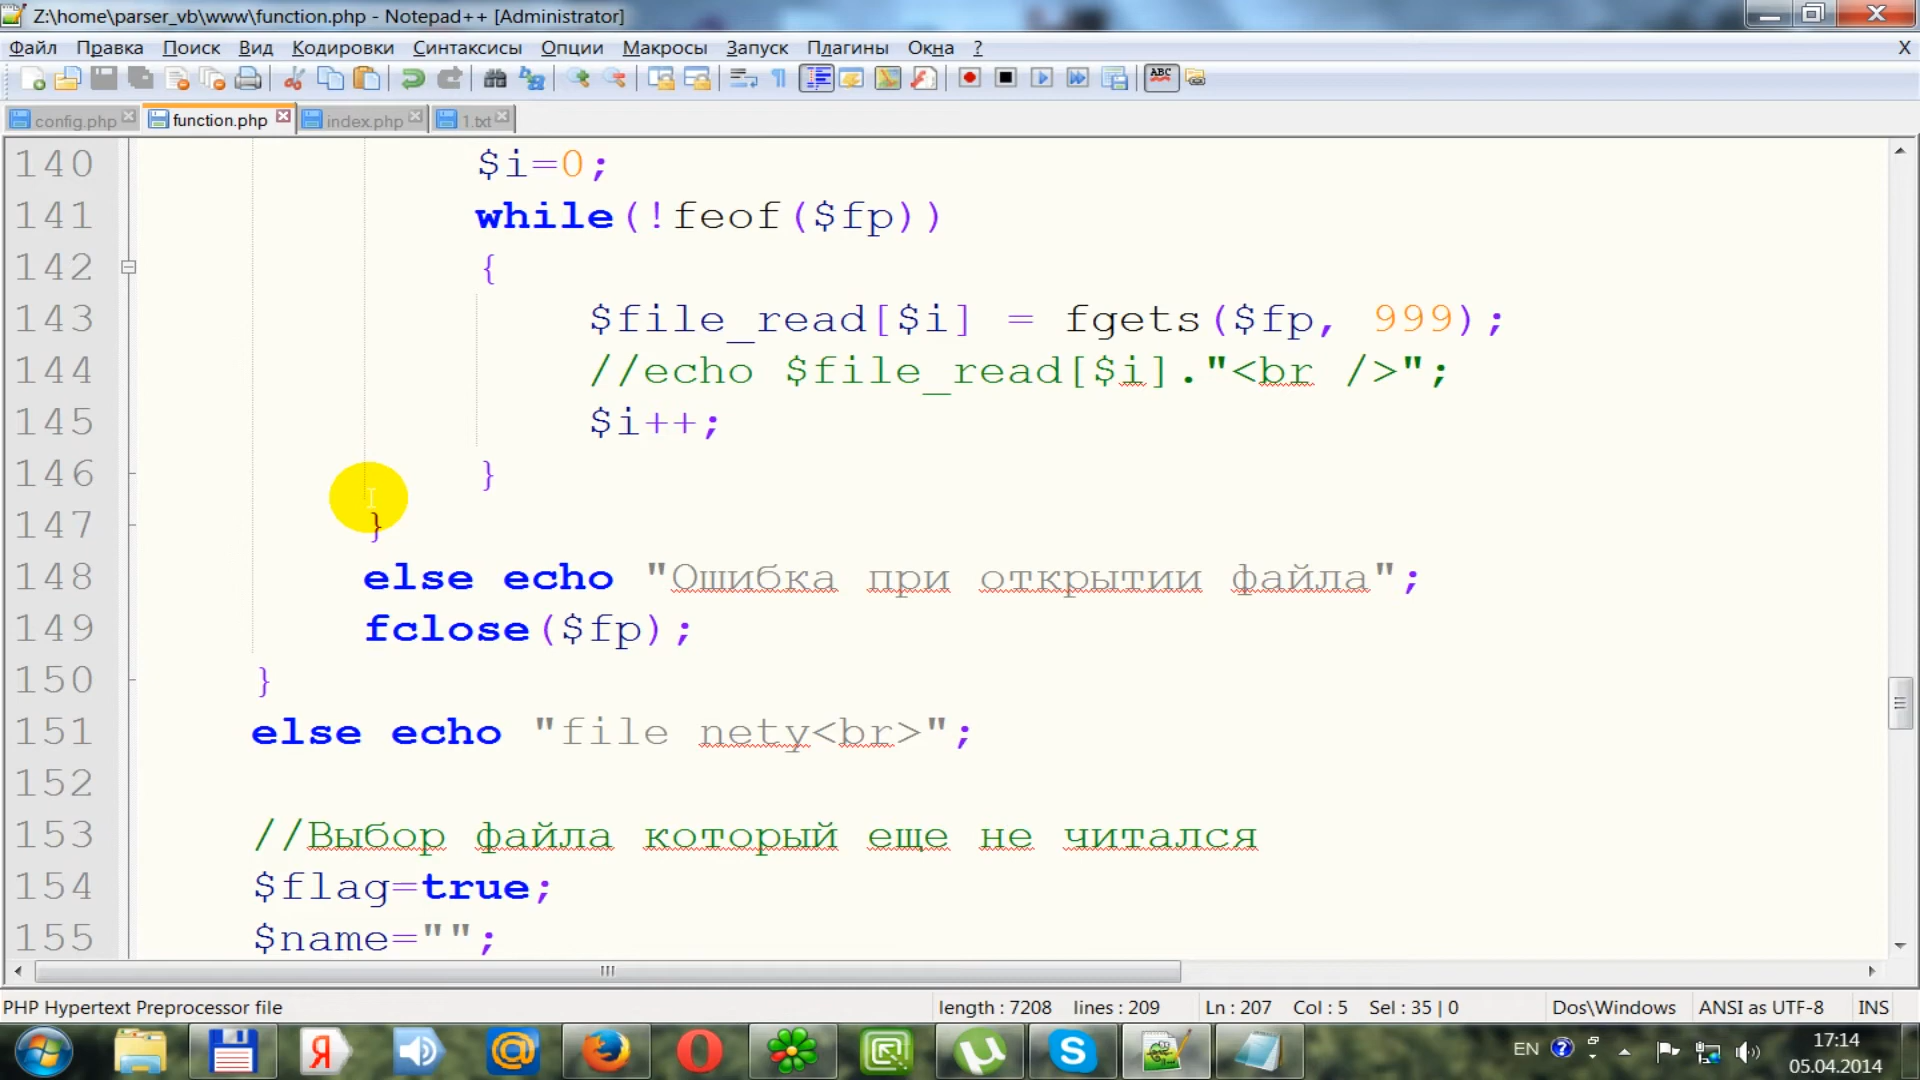 Z:\home\parser_vb\www\function.php - Notepad++ [Administrator]
Файл Правка Поиск Вид Кодировки Синтаксисы Опции Макросы Запуск Плагины Окна ? X
config.php function.php index.php 1.txt
140 $i=0;
141 while(!feof($fp))
142 {
143 $file_read[$i] = fgets($fp, 999);
144 //echo $file_read[$i]."<br />";
145 $i++;
146 }
147 }
148 else echo "Ошибка при открытии файла";
149 fclose($fp);
150 }
151 else echo "file nety<br>";
152
153 //Выбор файла который еще не читался
154 $flag=true;
155 $name="";
PHP Hypertext Preprocessor file length : 7208 lines : 209 Ln : 207 Col : 5 Sel : 35 | 0 Dos\Windows ANSI as UTF-8 INS
EN 17:14
05.04.2014